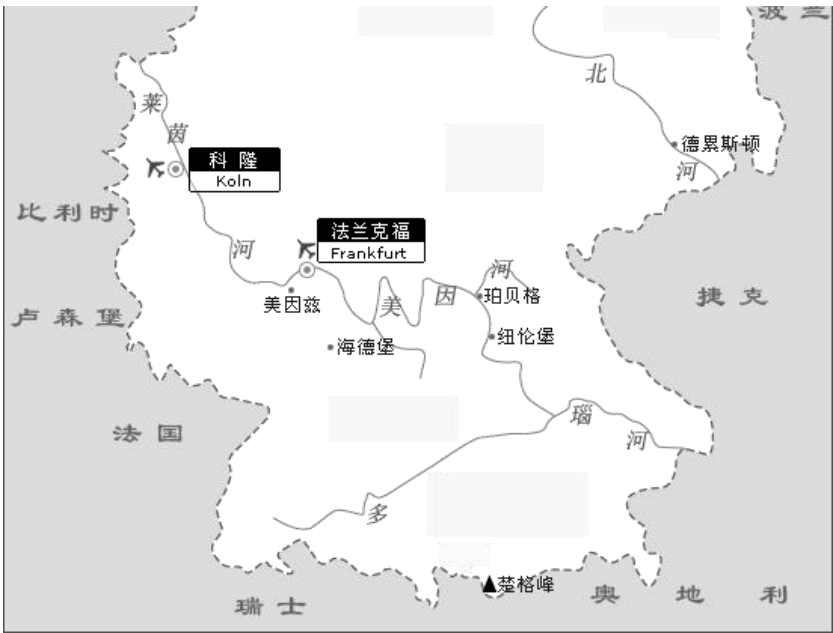 波兰
北
莱
茵
德累斯顿
科隆
Koln
河
比利时
法兰克福
Frankfurt
河
河
美因兹
美
因
珀贝格
捷克
卢森堡
海德堡
纽伦堡
法国
瑙
河
多
楚格峰
瑞士
奥地利